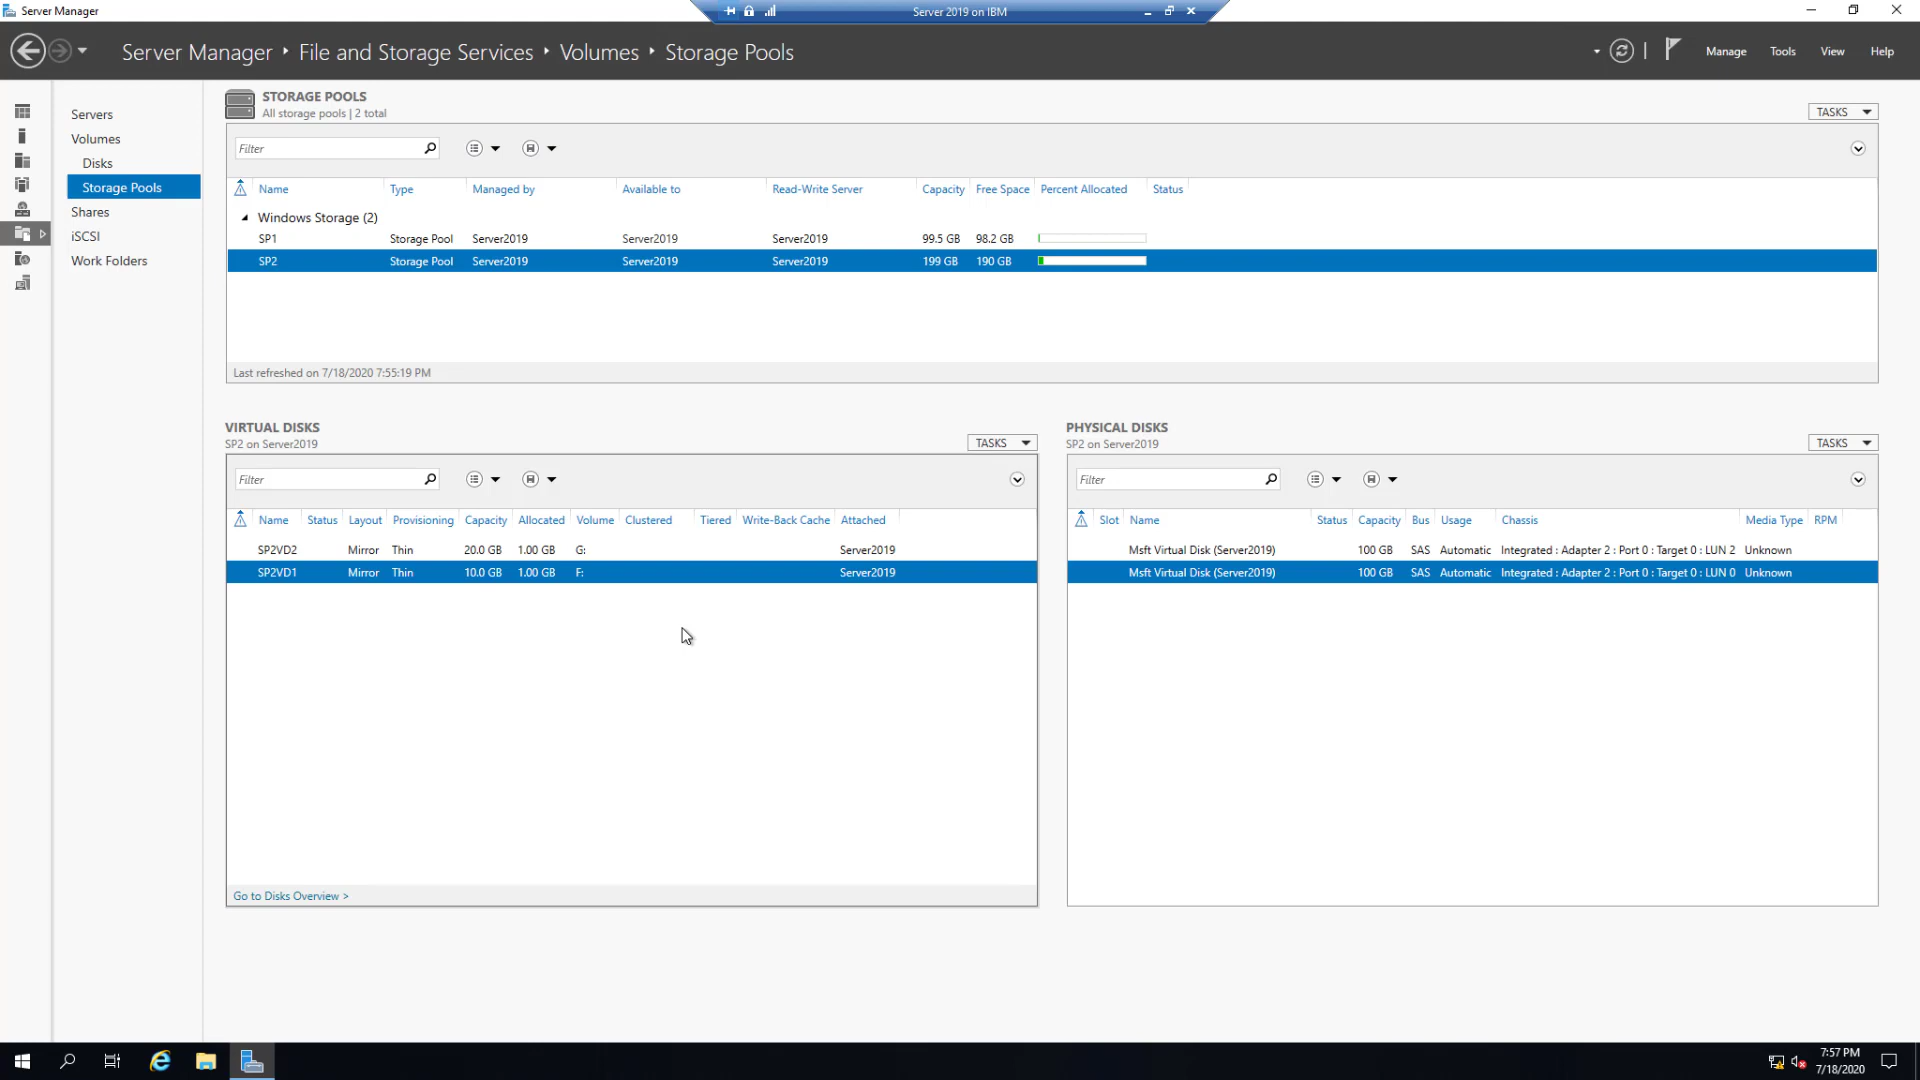 Server Manager
Server 2019 on IBM
Server Manager ‣ File and Storage Services ‣ Volumes ‣ Storage Pools
Manage Tools View Help
Servers
Volumes
Disks
Storage Pools
Shares
iSCSI
Work Folders
STORAGE POOLS
All storage pools | 2 total
TASKS
Filter
Name Type Managed by Available to Read-Write Server Capacity Free Space Percent Allocated Status
Windows Storage (2)
SP1 Storage Pool Server2019 Server2019 Server2019 99.5 GB 98.2 GB
SP2 Storage Pool Server2019 Server2019 Server2019 199 GB 190 GB
Last refreshed on 7/18/2020 7:55:19 PM
VIRTUAL DISKS
SP2 on Server2019
TASKS
Filter
Name Status Layout Provisioning Capacity Allocated Volume Clustered Tiered Write-Back Cache Attached
SP2VD2 Mirror Thin 20.0 GB 1.00 GB G: Server2019
SP2VD1 Mirror Thin 10.0 GB 1.00 GB F: Server2019
Go to Disks Overview >
PHYSICAL DISKS
SP2 on Server2019
TASKS
Filter
Slot Name Status Capacity Bus Usage Chassis Media Type RPM
Msft Virtual Disk (Server2019) 100 GB SAS Automatic Integrated : Adapter 2 : Port 0 : Target 0 : LUN 2 Unknown
Msft Virtual Disk (Server2019) 100 GB SAS Automatic Integrated : Adapter 2 : Port 0 : Target 0 : LUN 0 Unknown
7:57 PM
7/18/2020